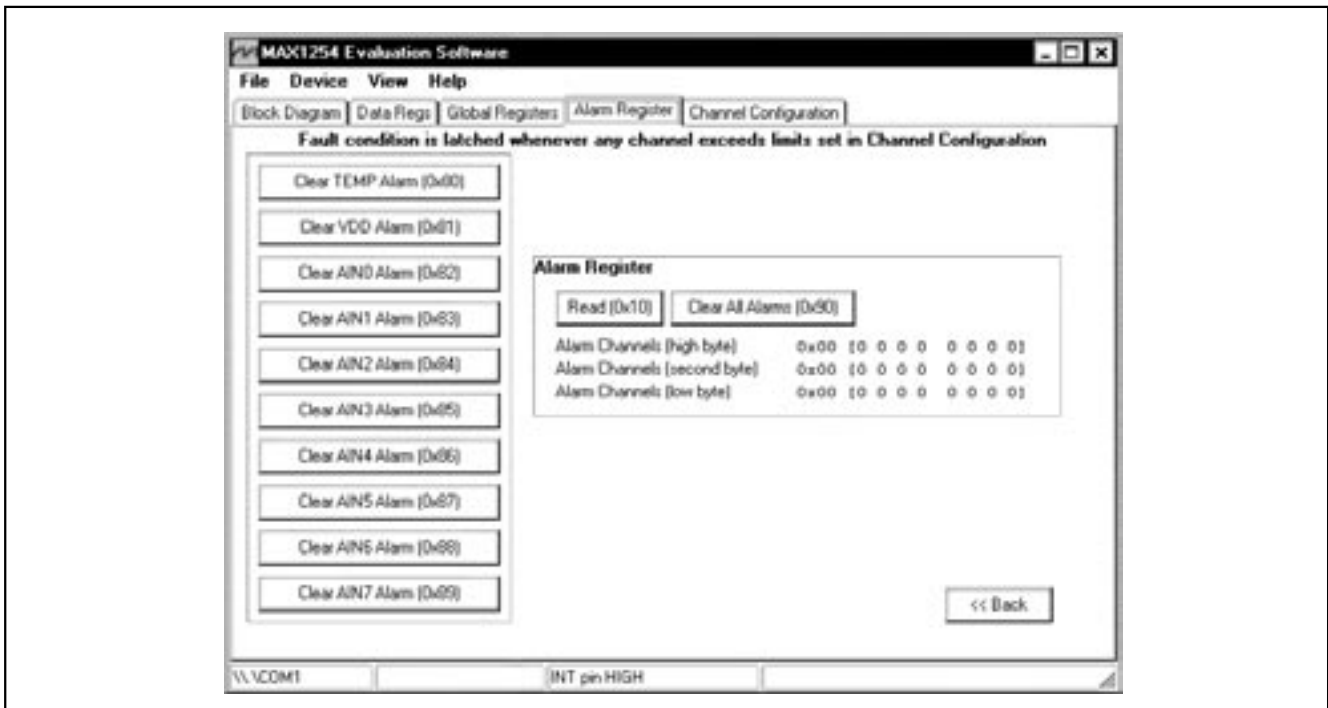 MAX1254 Evaluation Software
File Device View Help
Block Diagram Data Regs Global Registers Alarm Register Channel Configuration
Fault condition is latched whenever any channel exceeds limits set in Channel Configuration
Clear TEMP Alarm (0x80)
Clear VDD Alarm (0x81)
Clear AIN0 Alarm (0x82)
Clear AIN1 Alarm (0x83)
Clear AIN2 Alarm (0x84)
Clear AIN3 Alarm (0x85)
Clear AIN4 Alarm (0x86)
Clear AIN5 Alarm (0x87)
Clear AIN6 Alarm (0x88)
Clear AIN7 Alarm (0x89)
Alarm Register
Read (0x10) Clear All Alarms (0x90)
Alarm Channels (high byte) 0x00 [0 0 0 0 0 0 0 0]
Alarm Channels (second byte) 0x00 [0 0 0 0 0 0 0 0]
Alarm Channels (low byte) 0x00 [0 0 0 0 0 0 0 0]
<< Back
\\.\COM1 INT pin HIGH